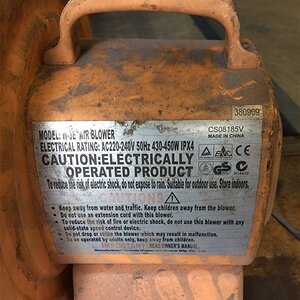 380909
MODEL: W-3E AIR BLOWER
CS08185V
MADE IN CHINA
ELECTRICAL RATING: AC220-240V 50Hz 430-450W IPX4
CAUTION:ELECTRICALLY
OPERATED PRODUCT
To reduce the risk of electric shock, do not expose to rain. Suitable for outdoor use. Store indoors.
• Keep away from water and traffic. Keep children away from the blower.
• Do not use an extension cord with this blower.
• To reduce the risk of fire or electric shock, do not use this blower with any
solid-state speed control device.
• Do not drop or strike the blower which may result in malfunction.
• To be operated by adults only, keep away from children.
IMPORTANT: READ OWNER'S MANUAL.